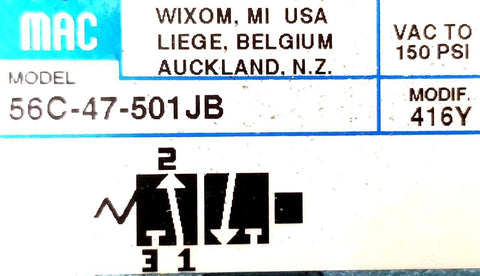 MAC
WIXOM, MI USA
LIEGE, BELGIUM
AUCKLAND, N.Z.
VAC TO
150 PSI
MODEL
56C-47-501JB
MODIF.
416Y
2
3 1